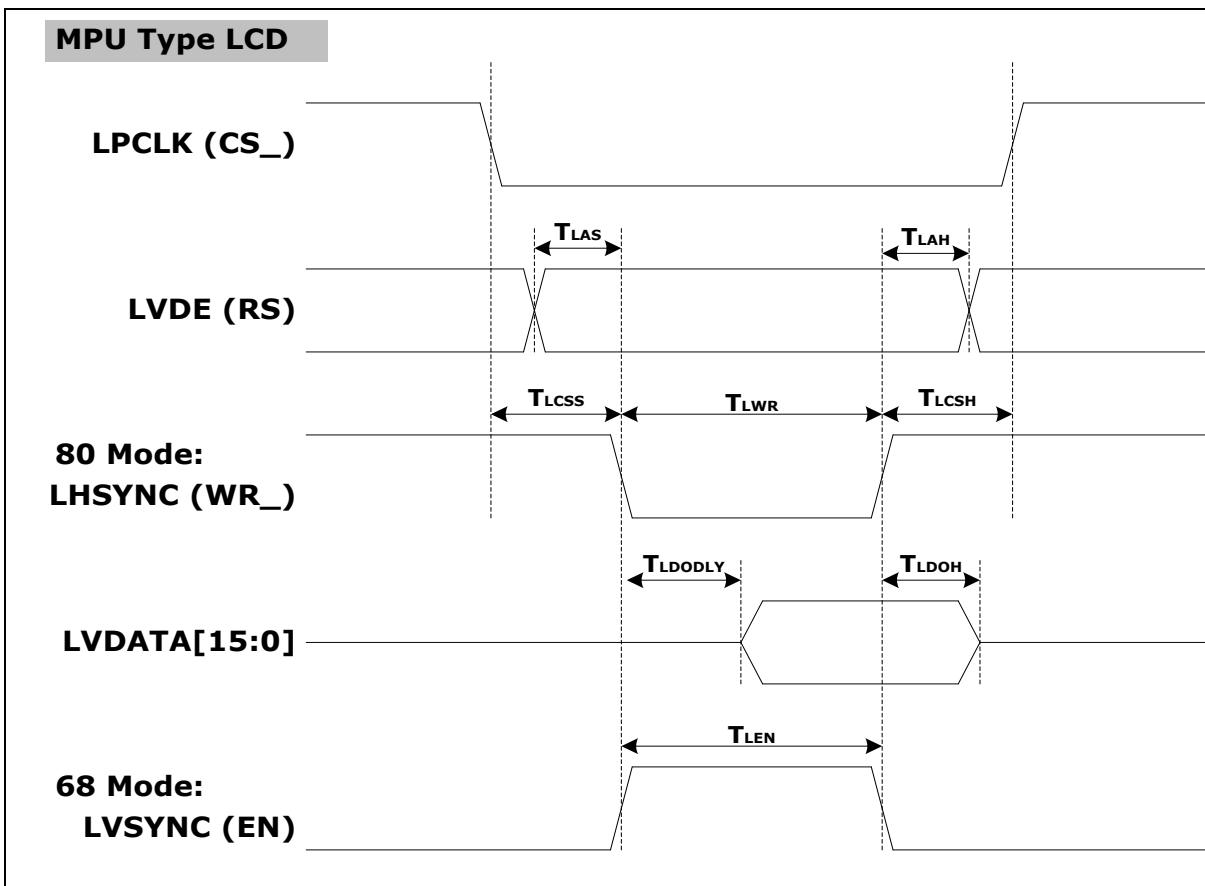 MPU Type LCD
LPCLK (CS_)
TLAS
TLAH
LVDE (RS)
TLCSS
TLWR
TLCSH
80 Mode:
LHSYNC (WR_)
TLDODLY
TLDOH
LVDATA[15:0]
TLEN
68 Mode:
LVSYNC (EN)